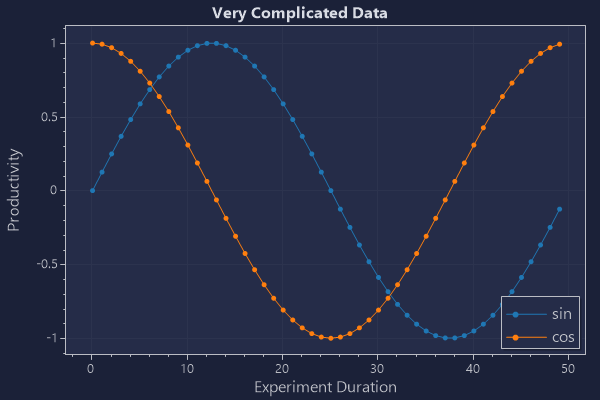 Very Complicated Data
Productivity
1
0.5
0
-0.5
-1
sin
cos
0
10
20
30
40
50
Experiment Duration